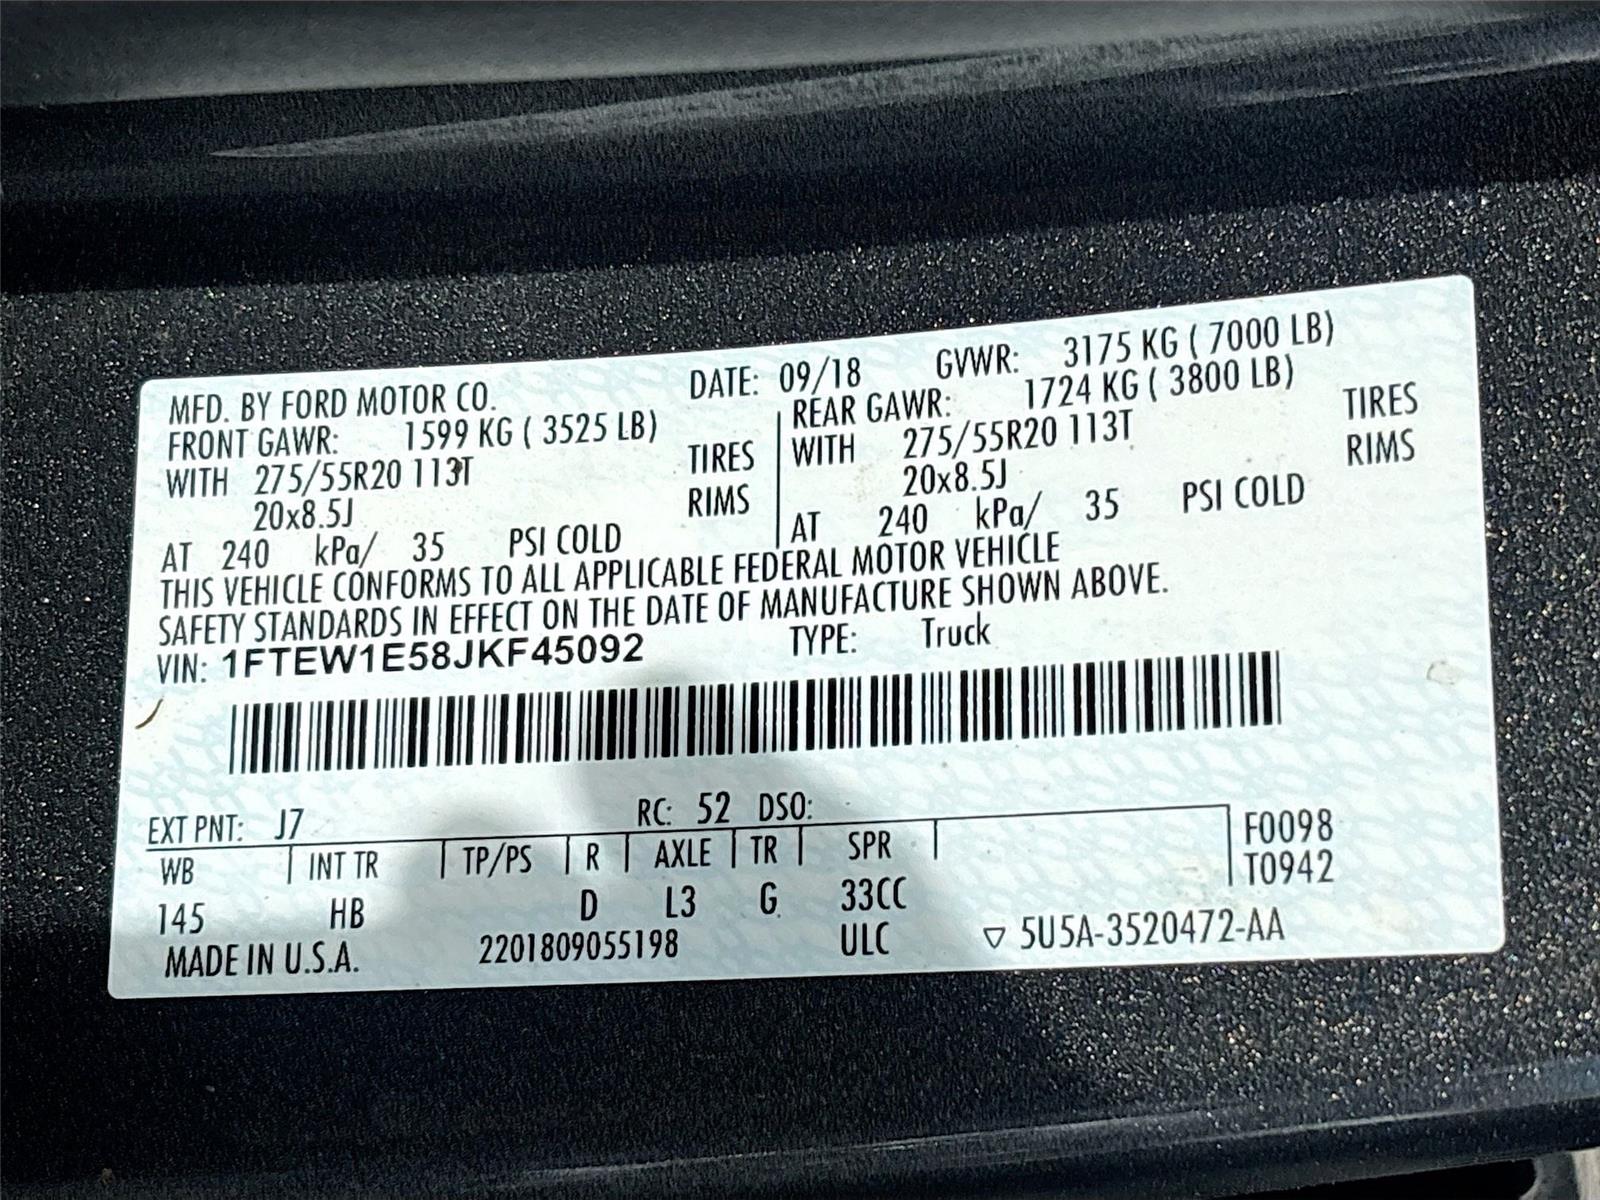 MFD. BY FORD MOTOR CO. DATE: 09/18 GVWR: 3175 KG ( 7000 LB)
FRONT GAWR: 1599 KG ( 3525 LB) REAR GAWR: 1724 KG ( 3800 LB)
WITH 275/55R20 113T TIRES WITH 275/55R20 113T TIRES
20x8.5J RIMS 20x8.5J RIMS
AT 240 kPa/ 35 PSI COLD AT 240 kPa/ 35 PSI COLD
THIS VEHICLE CONFORMS TO ALL APPLICABLE FEDERAL MOTOR VEHICLE
SAFETY STANDARDS IN EFFECT ON THE DATE OF MANUFACTURE SHOWN ABOVE.
VIN: 1FTEW1E58JKF45092 TYPE: Truck
EXT PNT: J7 RC: 52 DSO:
WB INT TR TP/PS R AXLE TR SPR F0098
T0942
145 HB D L3 G 33CC
MADE IN U.S.A. 2201809055198 ULC ▽ 5U5A-3520472-AA